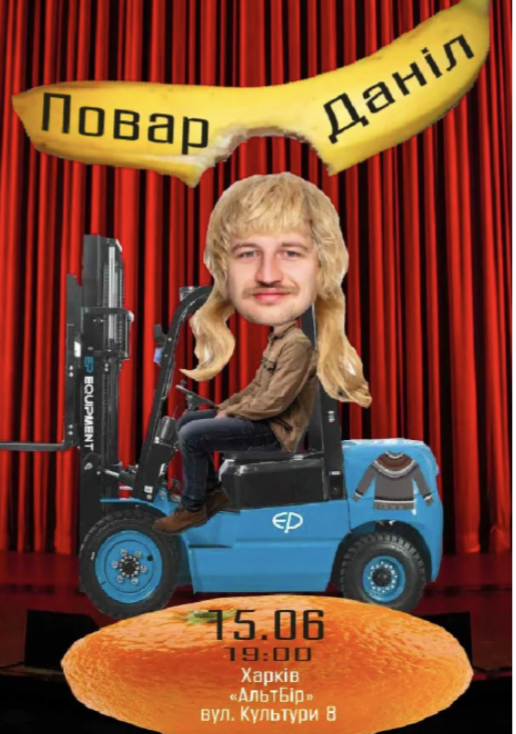 Повар
Даніл
EP EQUIPMENT
EP
15.06
19:00
Харків
«АльтБір»
вул. Культури 8